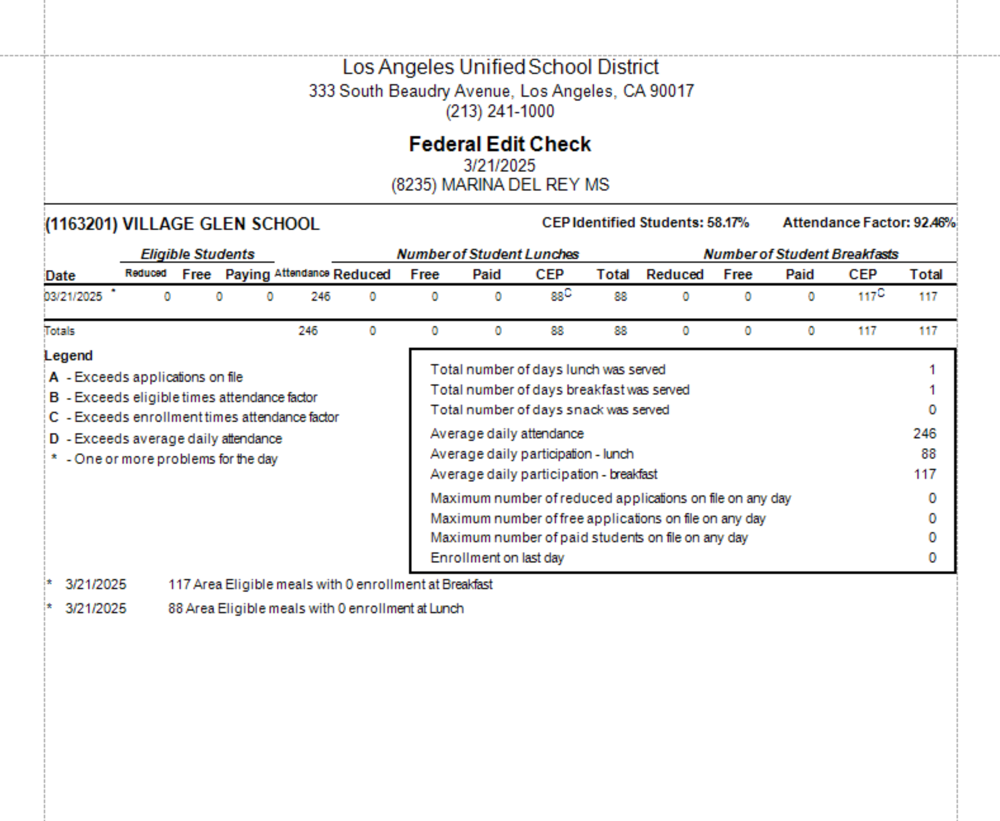 Los Angeles Unified School District
333 South Beaudry Avenue, Los Angeles, CA 90017
(213) 241-1000
Federal Edit Check
3/21/2025
(8235) MARINA DEL REY MS
(1163201) VILLAGE GLEN SCHOOL CEP Identified Students: 58.17% Attendance Factor: 92.46%
Eligible Students Number of Student Lunches Number of Student Breakfasts
Date Reduced Free Paying Attendance Reduced Free Paid CEP Total Reduced Free Paid CEP Total
03/21/2025 * 0 0 0 246 0 0 0 88C 88 0 0 0 117C 117
Totals 246 0 0 0 88 88 0 0 0 117 117
Legend
A - Exceeds applications on file
B - Exceeds eligible times attendance factor
C - Exceeds enrollment times attendance factor
D - Exceeds average daily attendance
* - One or more problems for the day
Total number of days lunch was served 1
Total number of days breakfast was served 1
Total number of days snack was served 0
Average daily attendance 246
Average daily participation - lunch 88
Average daily participation - breakfast 117
Maximum number of reduced applications on file on any day 0
Maximum number of free applications on file on any day 0
Maximum number of paid students on file on any day 0
Enrollment on last day 0
* 3/21/2025 117 Area Eligible meals with 0 enrollment at Breakfast
* 3/21/2025 88 Area Eligible meals with 0 enrollment at Lunch